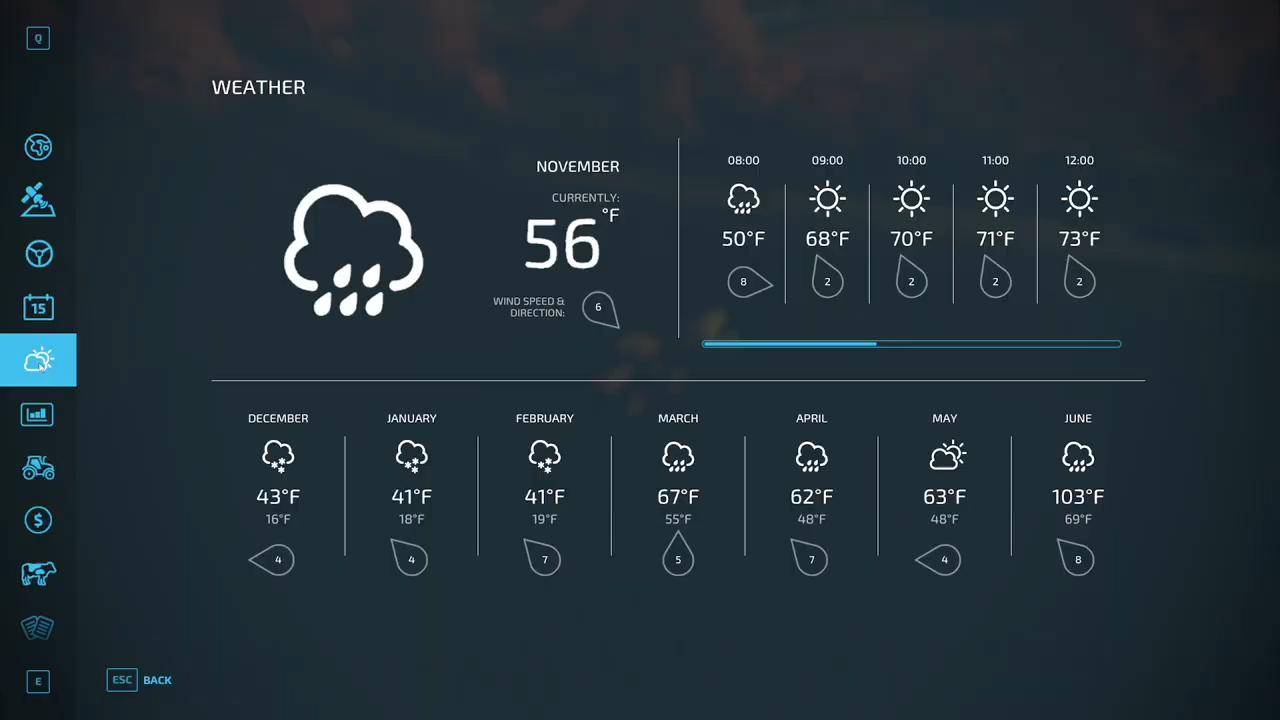 Q
WEATHER
15
NOVEMBER
CURRENTLY:
56 °F
WIND SPEED &
DIRECTION:
6
08:00 09:00 10:00 11:00 12:00
50°F 68°F 70°F 71°F 73°F
8 2 2 2 2
DECEMBER JANUARY FEBRUARY MARCH APRIL MAY JUNE
43°F 41°F 41°F 67°F 62°F 63°F 103°F
16°F 18°F 19°F 55°F 48°F 48°F 69°F
4 4 7 5 7 4 8
$
E
ESC BACK